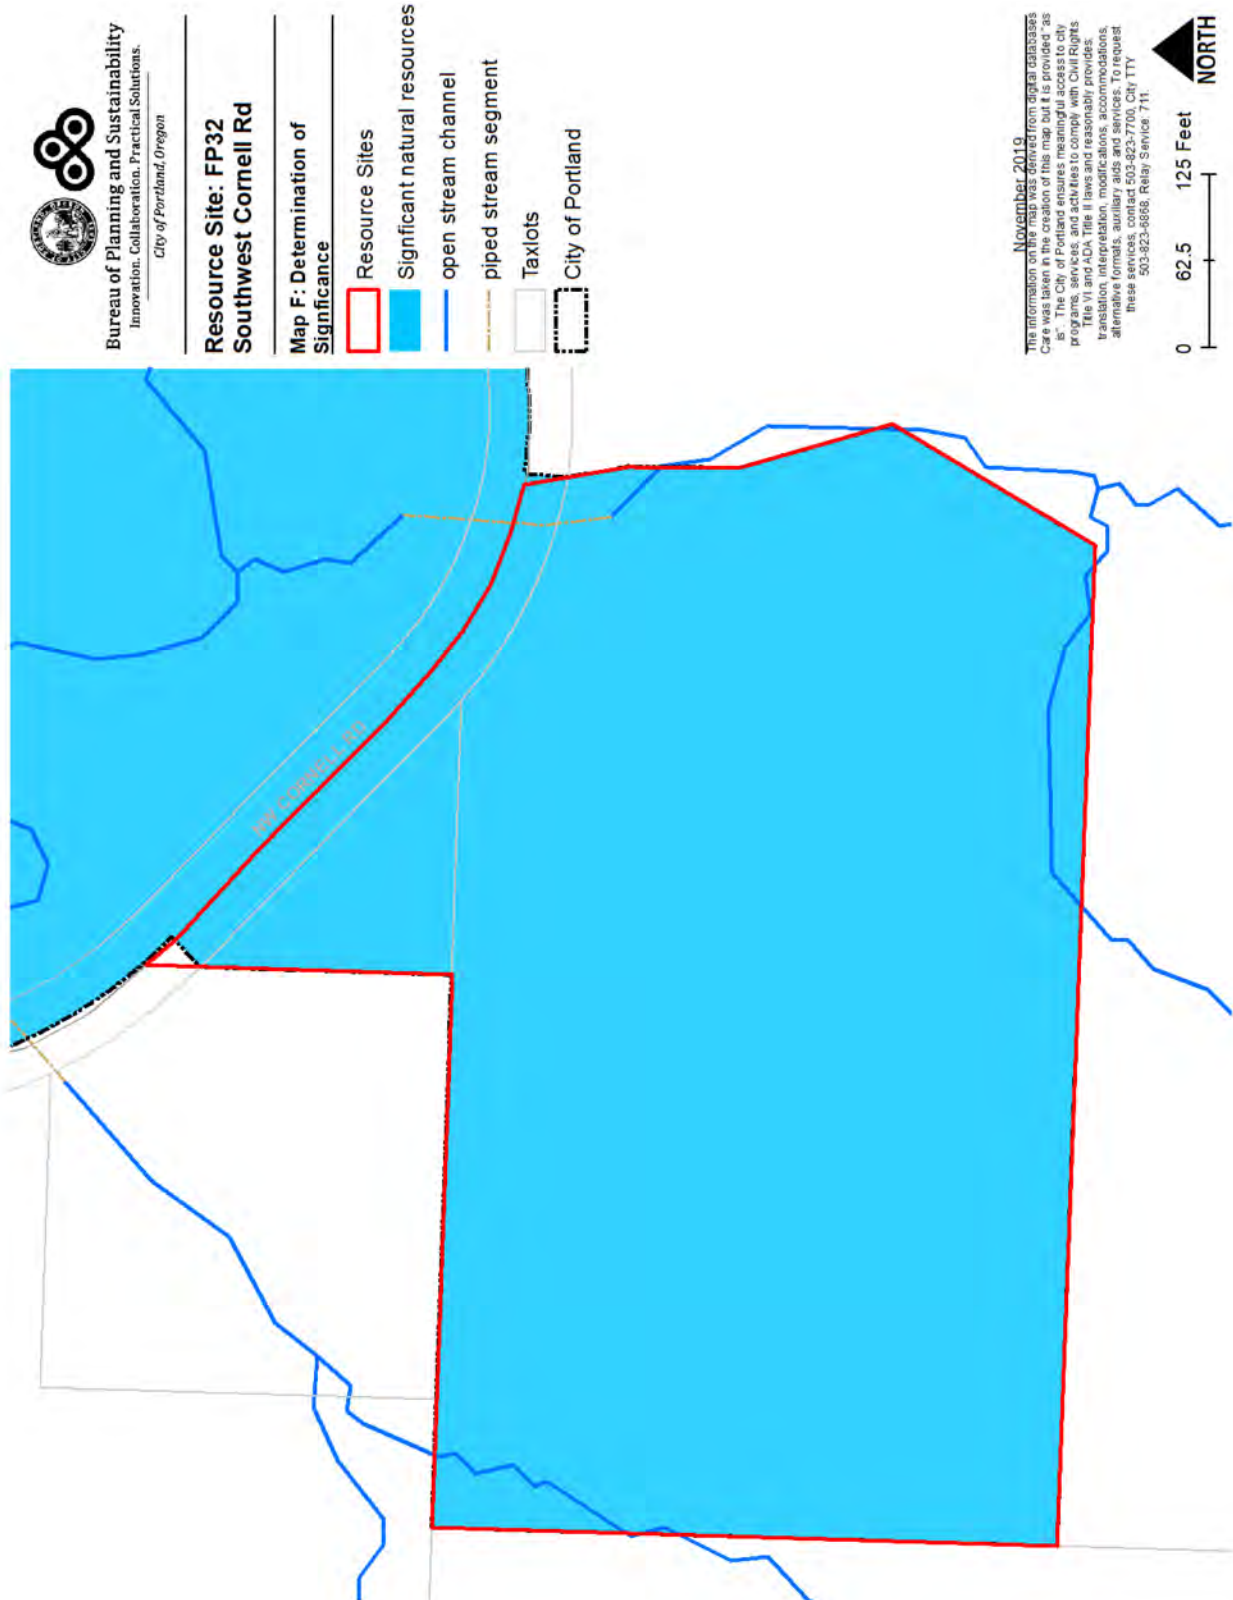 Bureau of Planning and Sustainability
Innovation. Collaboration. Practical Solutions.
City of Portland, Oregon
Resource Site: FP32
Southwest Cornell Rd
Map F: Determination of
Signficance
Resource Sites
Signficant natural resources
open stream channel
piped stream segment
Taxlots
City of Portland
November 2019
The information on the map was derived from digital databases
Care was taken in the creation of this map but it is provided "as
is". The City of Portland ensures meaningful access to city
programs, services, and activities to comply with Civil Rights
Title VI and ADA Title II laws and reasonably provides:
translation, interpretation, modifications, accommodations,
alternative formats, auxiliary aids and services. To request
these services, contact 503-823-7700, City TTY
503-823-6868, Relay Service: 711.
0 62.5 125 Feet
NORTH
NW CORNELL RD